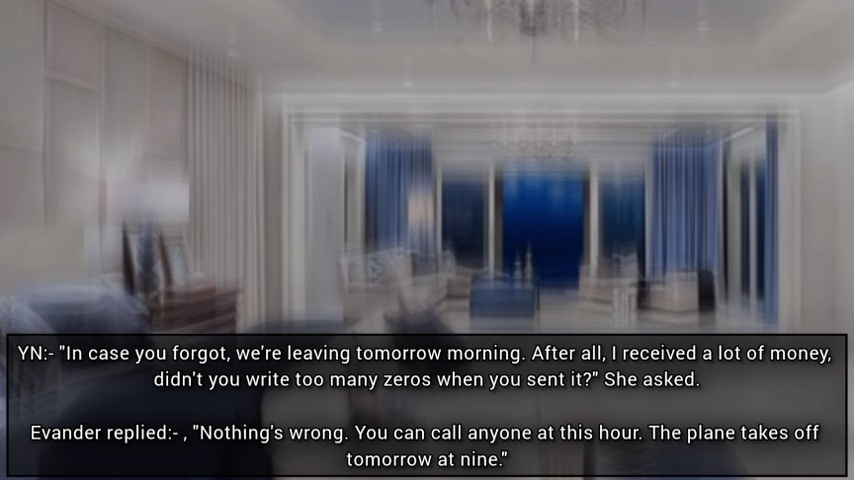 YN:- "In case you forgot, we're leaving tomorrow morning. After all, I received a lot of money,
didn't you write too many zeros when you sent it?" She asked.
Evander replied:- , "Nothing's wrong. You can call anyone at this hour. The plane takes off
tomorrow at nine."